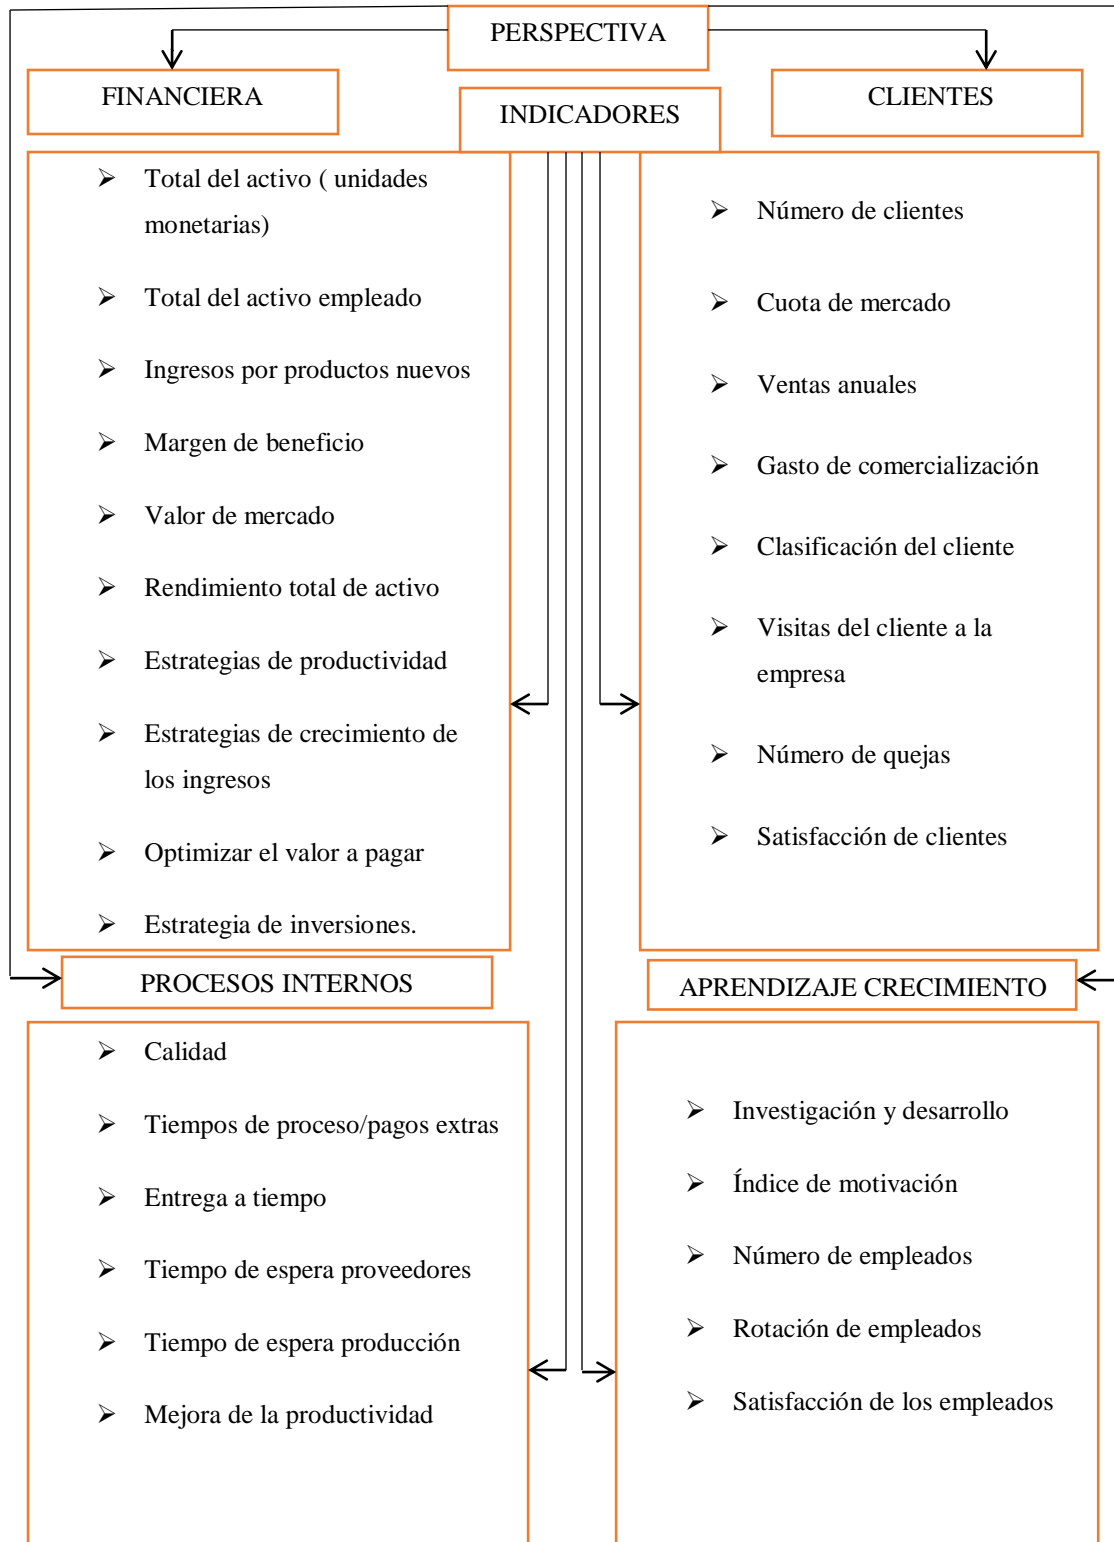 PERSPECTIVA
FINANCIERA
CLIENTES
INDICADORES
➢ Total del activo ( unidades
monetarias)
➢ Total del activo empleado
➢ Ingresos por productos nuevos
➢ Margen de beneficio
➢ Valor de mercado
➢ Rendimiento total de activo
➢ Estrategias de productividad
➢ Estrategias de crecimiento de
los ingresos
➢ Optimizar el valor a pagar
➢ Estrategia de inversiones.
➢ Número de clientes
➢ Cuota de mercado
➢ Ventas anuales
➢ Gasto de comercialización
➢ Clasificación del cliente
➢ Visitas del cliente a la
empresa
➢ Número de quejas
➢ Satisfacción de clientes
PROCESOS INTERNOS
➢ Calidad
➢ Tiempos de proceso/pagos extras
➢ Entrega a tiempo
➢ Tiempo de espera proveedores
➢ Tiempo de espera producción
➢ Mejora de la productividad
APRENDIZAJE CRECIMIENTO
➢ Investigación y desarrollo
➢ Índice de motivación
➢ Número de empleados
➢ Rotación de empleados
➢ Satisfacción de los empleados